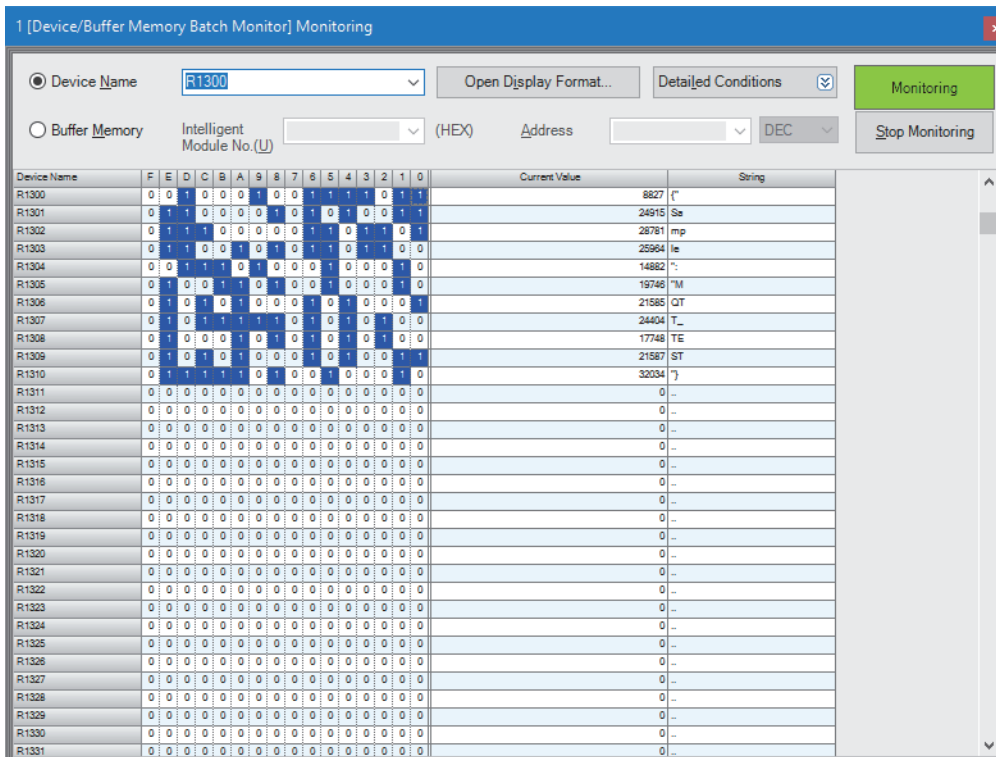 1 [Device/Buffer Memory Batch Monitor] Monitoring
Device Name R1300 Open Display Format... Detailed Conditions Monitoring
Buffer Memory Intelligent Module No.(U) (HEX) Address DEC Stop Monitoring
Device Name F E D C B A 9 8 7 6 5 4 3 2 1 0 Current Value String
R1300 0 0 1 0 0 0 1 0 0 1 1 1 1 0 1 1 8827 {"
R1301 0 1 1 0 0 0 0 1 0 1 0 1 0 0 1 1 24915 Sa
R1302 0 1 1 1 0 0 0 0 0 1 1 0 1 1 0 1 28781 mp
R1303 0 1 1 0 0 1 0 1 0 1 1 0 1 1 0 0 25964 le
R1304 0 0 1 1 1 0 1 0 0 0 1 0 0 0 1 0 14882 ":
R1305 0 1 0 0 1 1 0 1 0 0 1 0 0 0 1 0 19746 "M
R1306 0 1 0 1 0 1 0 0 0 1 0 1 0 0 0 1 21585 QT
R1307 0 1 0 1 1 1 1 1 0 1 0 1 0 1 0 0 24404 T_
R1308 0 1 0 0 0 1 0 1 0 1 0 1 0 1 0 0 17748 TE
R1309 0 1 0 1 0 1 0 0 0 1 0 1 0 0 1 1 21587 ST
R1310 0 1 1 1 1 1 0 1 0 0 1 0 0 0 1 0 32034 "}
R1311 0 0 0 0 0 0 0 0 0 0 0 0 0 0 0 0 0 ..
R1312 0 0 0 0 0 0 0 0 0 0 0 0 0 0 0 0 0 ..
R1313 0 0 0 0 0 0 0 0 0 0 0 0 0 0 0 0 0 ..
R1314 0 0 0 0 0 0 0 0 0 0 0 0 0 0 0 0 0 ..
R1315 0 0 0 0 0 0 0 0 0 0 0 0 0 0 0 0 0 ..
R1316 0 0 0 0 0 0 0 0 0 0 0 0 0 0 0 0 0 ..
R1317 0 0 0 0 0 0 0 0 0 0 0 0 0 0 0 0 0 ..
R1318 0 0 0 0 0 0 0 0 0 0 0 0 0 0 0 0 0 ..
R1319 0 0 0 0 0 0 0 0 0 0 0 0 0 0 0 0 0 ..
R1320 0 0 0 0 0 0 0 0 0 0 0 0 0 0 0 0 0 ..
R1321 0 0 0 0 0 0 0 0 0 0 0 0 0 0 0 0 0 ..
R1322 0 0 0 0 0 0 0 0 0 0 0 0 0 0 0 0 0 ..
R1323 0 0 0 0 0 0 0 0 0 0 0 0 0 0 0 0 0 ..
R1324 0 0 0 0 0 0 0 0 0 0 0 0 0 0 0 0 0 ..
R1325 0 0 0 0 0 0 0 0 0 0 0 0 0 0 0 0 0 ..
R1326 0 0 0 0 0 0 0 0 0 0 0 0 0 0 0 0 0 ..
R1327 0 0 0 0 0 0 0 0 0 0 0 0 0 0 0 0 0 ..
R1328 0 0 0 0 0 0 0 0 0 0 0 0 0 0 0 0 0 ..
R1329 0 0 0 0 0 0 0 0 0 0 0 0 0 0 0 0 0 ..
R1330 0 0 0 0 0 0 0 0 0 0 0 0 0 0 0 0 0 ..
R1331 0 0 0 0 0 0 0 0 0 0 0 0 0 0 0 0 0 ..